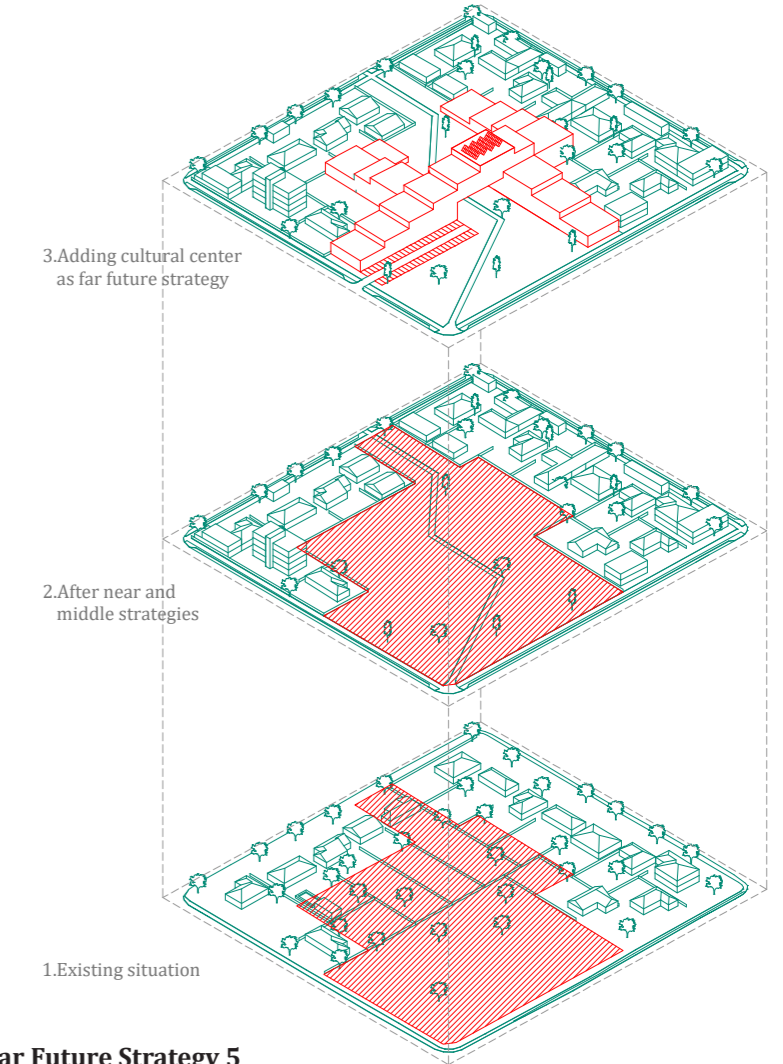 3.Adding cultural center
as far future strategy
2.After near and
middle strategies
1.Existing situation
ar Future Strategy 5